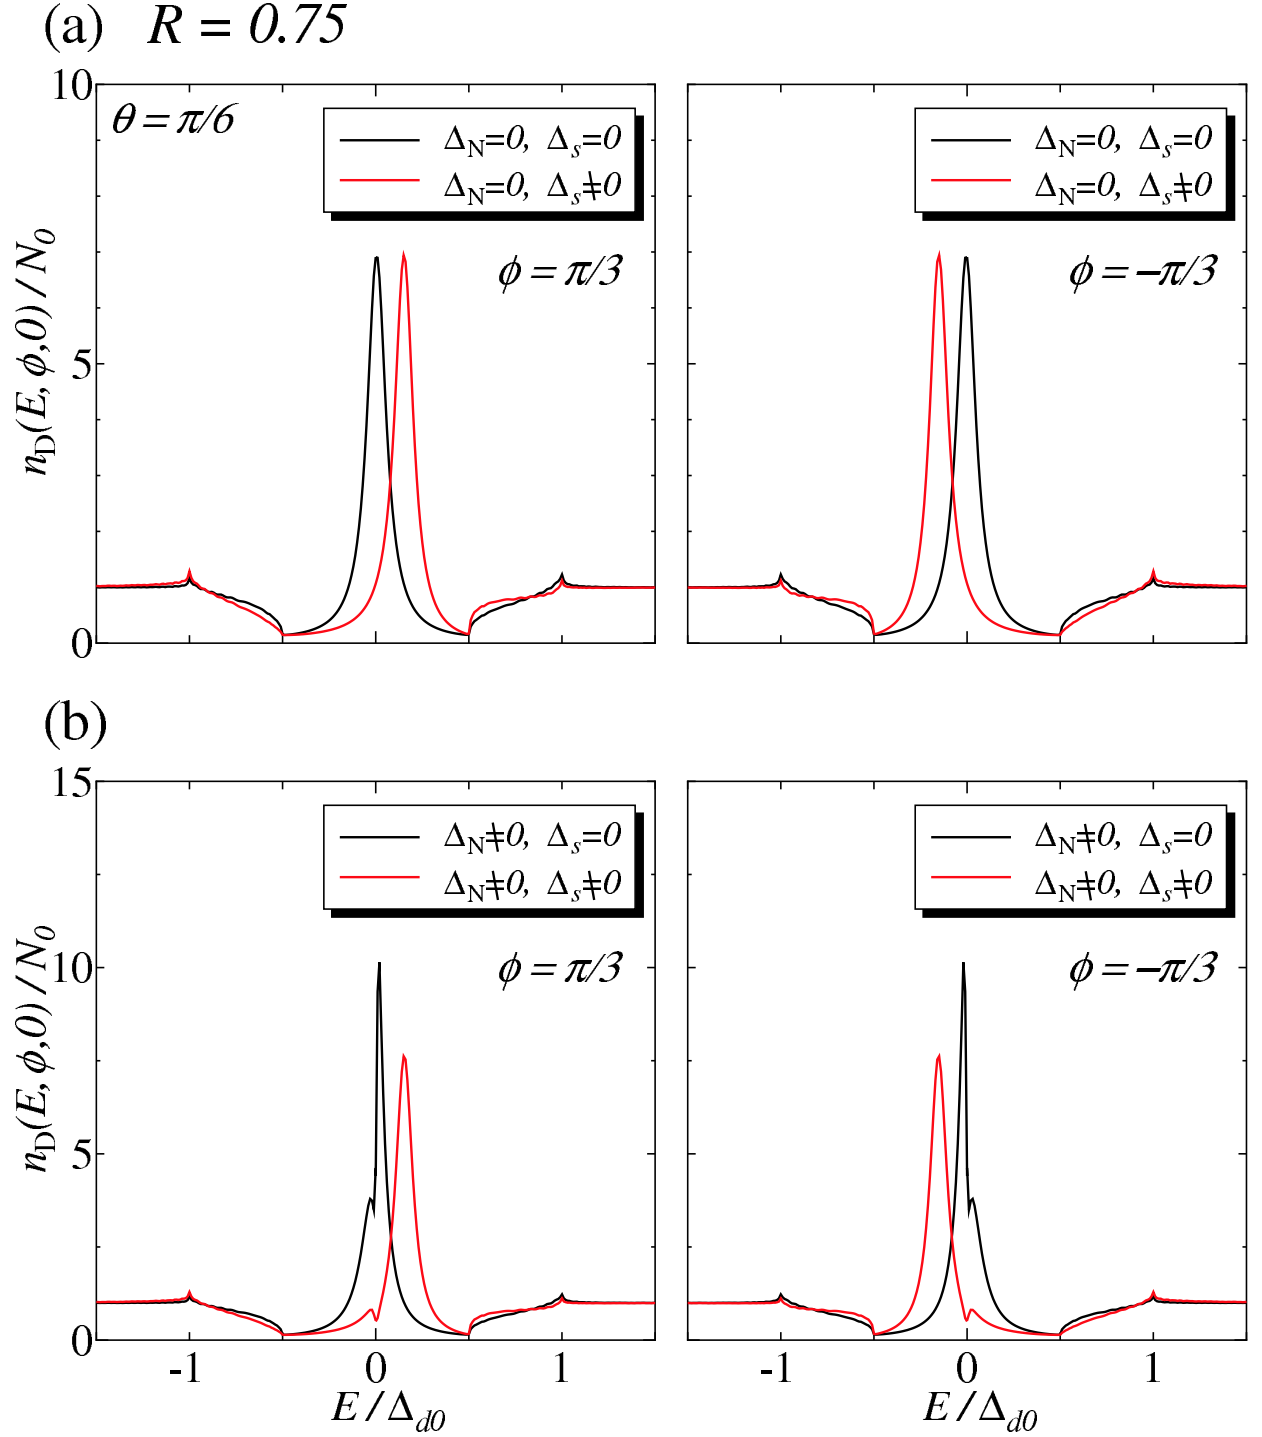 (a) R = 0.75
10
5
0
n_D(E, ϕ,0) / N_0
θ = π/6
Δ_N=0, Δ_s=0
Δ_N=0, Δ_s≠0
ϕ = π/3
Δ_N=0, Δ_s=0
Δ_N=0, Δ_s≠0
ϕ = −π/3
(b)
15
10
5
0
n_D(E, ϕ,0) / N_0
Δ_N≠0, Δ_s=0
Δ_N≠0, Δ_s≠0
ϕ = π/3
Δ_N≠0, Δ_s=0
Δ_N≠0, Δ_s≠0
ϕ = −π/3
-1 0 1
-1 0 1
E / Δ_d0
E / Δ_d0